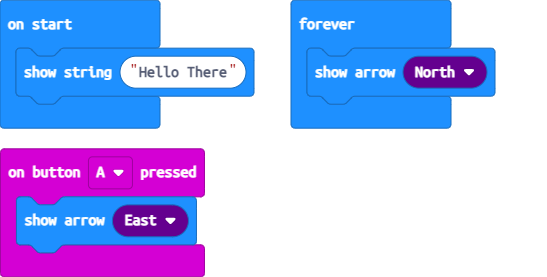 on start
show string "Hello There"
forever
show arrow North
on button A pressed
show arrow East